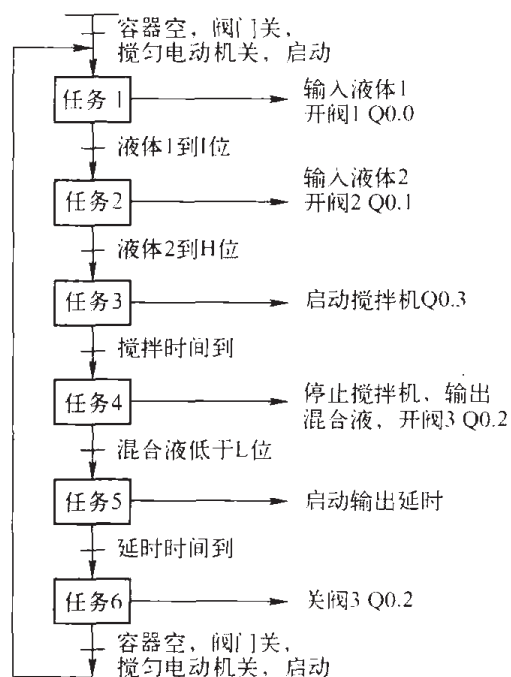 容器空，阀门关，
搅匀电动机关，启动
任务1
输入液体1
开阀1 Q0.0
液体1到I位
任务2
输入液体2
开阀2 Q0.1
液体2到H位
任务3
启动搅拌机Q0.3
搅拌时间到
任务4
停止搅拌机、输出
混合液，开阀3 Q0.2
混合液低于L位
任务5
启动输出延时
延时时间到
任务6
关阀3 Q0.2
容器空，阀门关，
搅匀电动机关，启动